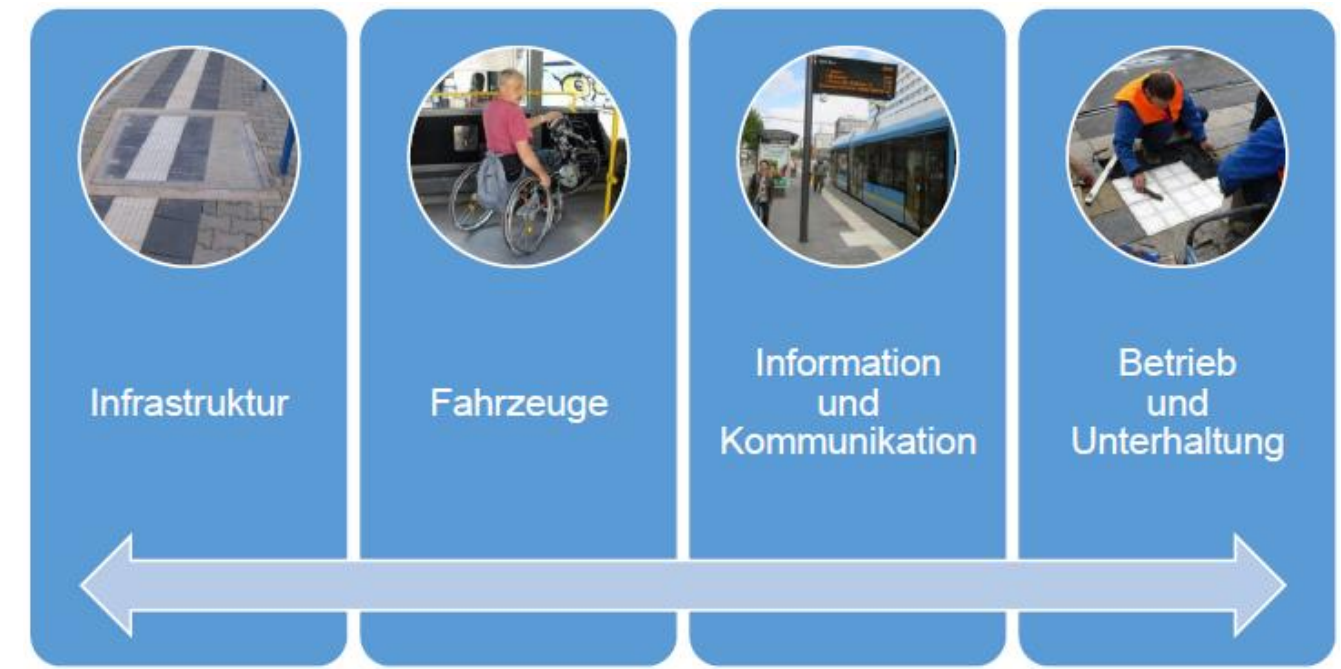 Infrastruktur
Fahrzeuge
Information
und
Kommunikation
Betrieb
und
Unterhaltung